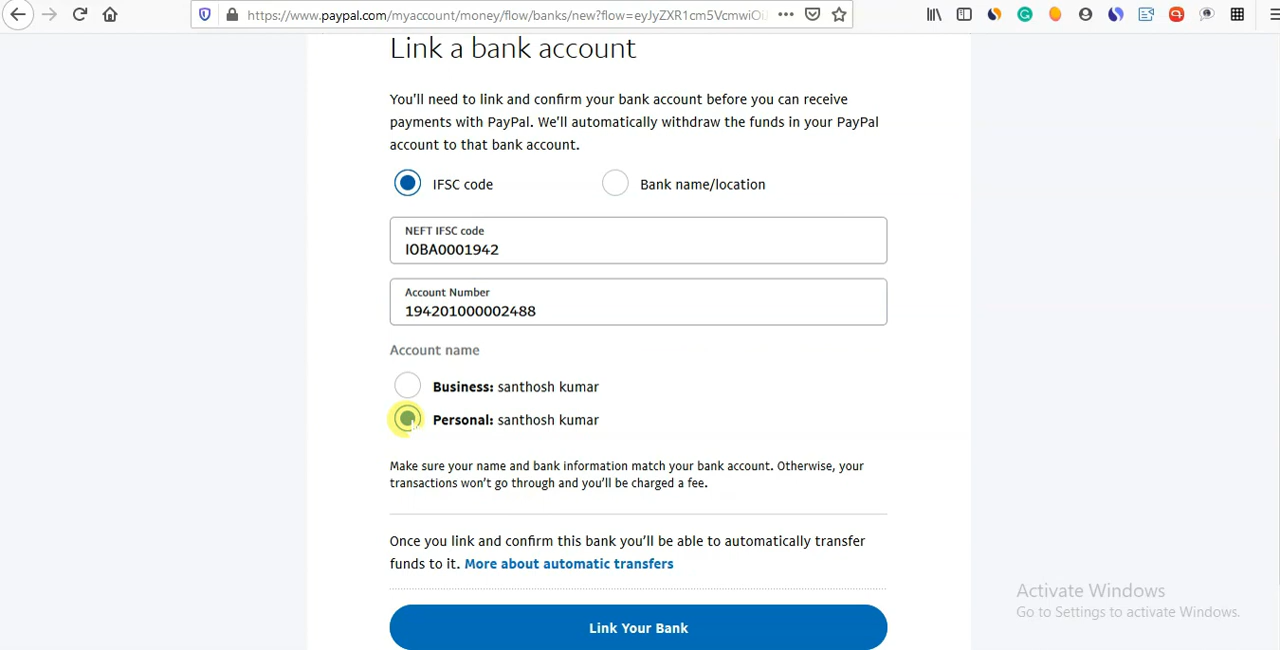 https://www.paypal.com/myaccount/money/flow/banks/new?flow=eyJyZXR1cm5VcmwiOi
Link a bank account
You'll need to link and confirm your bank account before you can receive
payments with PayPal. We'll automatically withdraw the funds in your PayPal
account to that bank account.
IFSC code
Bank name/location
NEFT IFSC code
IOBA0001942
Account Number
194201000002488
Account name
Business: santhosh kumar
Personal: santhosh kumar
Make sure your name and bank information match your bank account. Otherwise, your
transactions won't go through and you'll be charged a fee.
Once you link and confirm this bank you'll be able to automatically transfer
funds to it. More about automatic transfers
Link Your Bank
Activate Windows
Go to Settings to activate Windows.